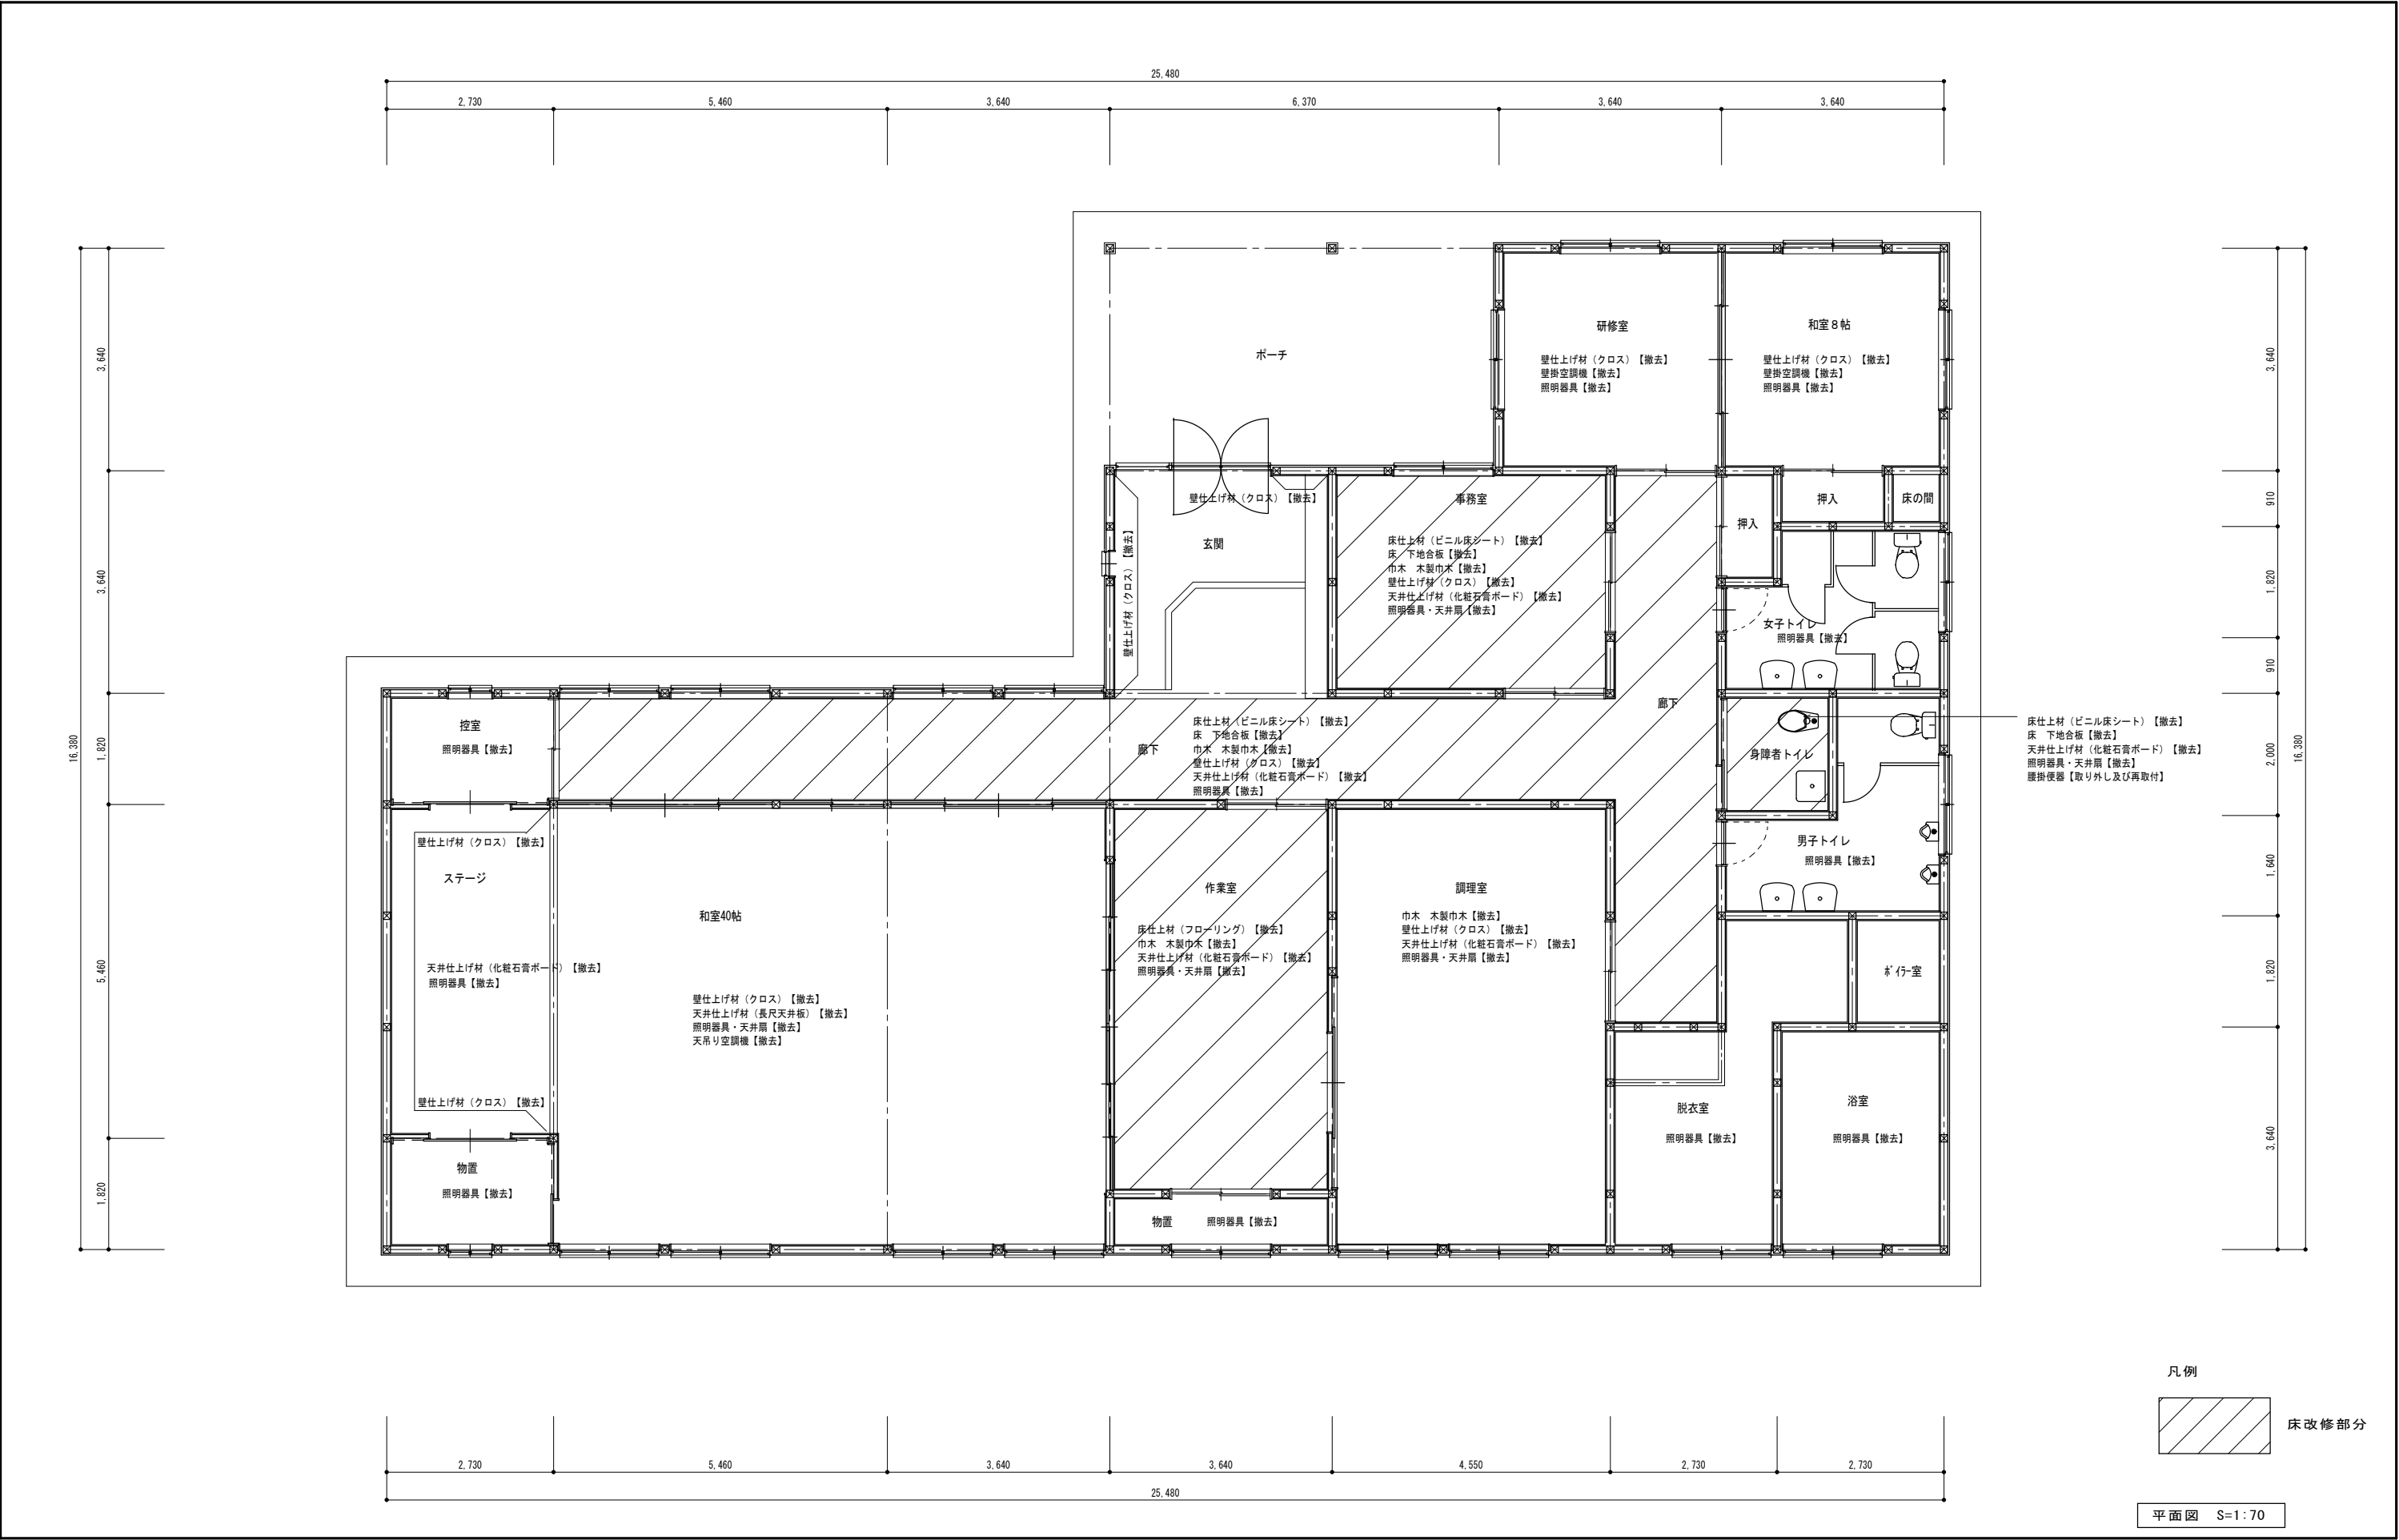 25,480
2,730
5,460
3,640
6,370
3,640
3,640
16,380
3,640
3,640
1,820
5,460
1,820
3,640
910
1,820
910
2,000
1,640
1,820
3,640
16,380
ポーチ
研修室
壁仕上げ材（クロス）【撤去】
壁掛空調機【撤去】
照明器具【撤去】
和室８帖
壁仕上げ材（クロス）【撤去】
壁掛空調機【撤去】
照明器具【撤去】
壁仕上げ材（クロス）【撤去】
壁仕上げ材（クロス）【撤去】
玄関
事務室
床仕上材（ビニル床シート）【撤去】
床　下地合板【撤去】
巾木　木製巾木【撤去】
壁仕上げ材（クロス）【撤去】
天井仕上げ材（化粧石膏ボード）【撤去】
照明器具・天井扇【撤去】
押入
押入
床の間
女子トイレ
照明器具【撤去】
廊下
控室
照明器具【撤去】
廊下
床仕上材（ビニル床シート）【撤去】
床　下地合板【撤去】
巾木　木製巾木【撤去】
壁仕上げ材（クロス）【撤去】
天井仕上げ材（化粧石膏ボード）【撤去】
照明器具【撤去】
身障者トイレ
床仕上材（ビニル床シート）【撤去】
床　下地合板【撤去】
天井仕上げ材（化粧石膏ボード）【撤去】
照明器具・天井扇【撤去】
腰掛便器【取り外し及び再取付】
男子トイレ
照明器具【撤去】
壁仕上げ材（クロス）【撤去】
ステージ
天井仕上げ材（化粧石膏ボード）【撤去】
照明器具【撤去】
壁仕上げ材（クロス）【撤去】
和室40帖
壁仕上げ材（クロス）【撤去】
天井仕上げ材（長尺天井板）【撤去】
照明器具・天井扇【撤去】
天吊り空調機【撤去】
作業室
床仕上材（フローリング）【撤去】
巾木　木製巾木【撤去】
天井仕上げ材（化粧石膏ボード）【撤去】
照明器具・天井扇【撤去】
調理室
巾木　木製巾木【撤去】
壁仕上げ材（クロス）【撤去】
天井仕上げ材（化粧石膏ボード）【撤去】
照明器具・天井扇【撤去】
ﾎﾞｲﾗｰ室
脱衣室
照明器具【撤去】
浴室
照明器具【撤去】
物置
照明器具【撤去】
物置
照明器具【撤去】
2,730
5,460
3,640
3,640
4,550
2,730
2,730
25,480
凡例
床改修部分
平面図　S=1:70